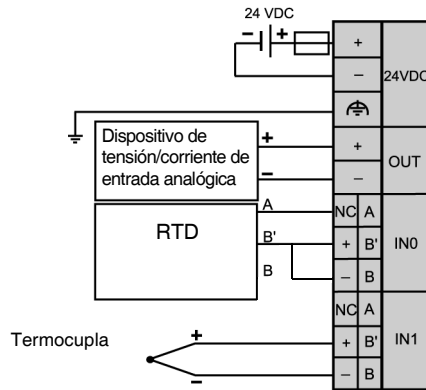 24 VDC
− + +
− 24VDC
Dispositivo de
tensión/corriente de
entrada analógica
+ +
− −
OUT
RTD
A NC A
B' + B' IN0
B − B
NC A
Termocupla + + B' IN1
− − B